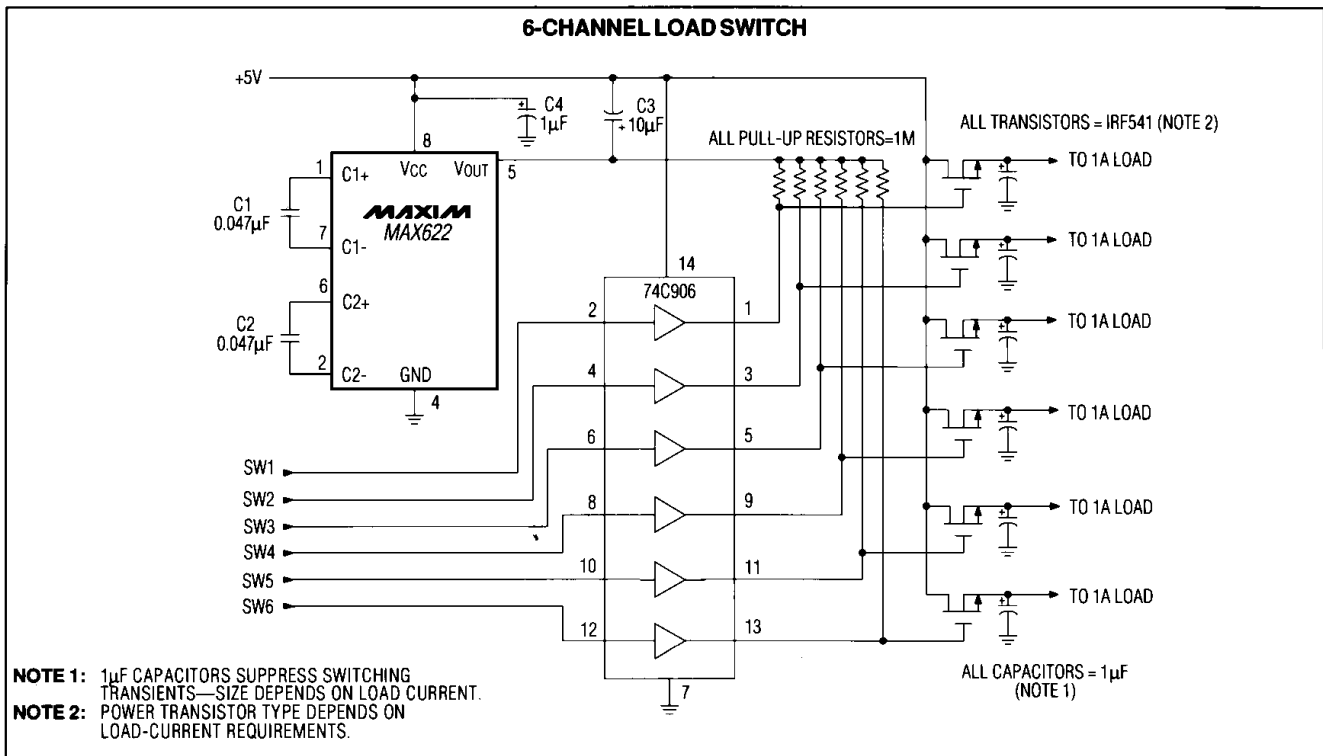 6-CHANNEL LOAD SWITCH
+5V
C4
1µF
C3
+ 10µF
ALL TRANSISTORS = IRF541 (NOTE 2)
ALL PULL-UP RESISTORS=1M
8
VCC
VOUT
5
1
C1+
C1
0.047µF
MAXIM
MAX622
7
C1-
6
C2+
C2
0.047µF
2
C2-
GND
4
14
74C906
2
1
4
3
6
5
8
9
10
11
12
13
7
TO 1A LOAD
TO 1A LOAD
TO 1A LOAD
TO 1A LOAD
TO 1A LOAD
TO 1A LOAD
SW1
SW2
SW3
SW4
SW5
SW6
ALL CAPACITORS = 1µF
(NOTE 1)
NOTE 1: 1µF CAPACITORS SUPPRESS SWITCHING
TRANSIENTS—SIZE DEPENDS ON LOAD CURRENT.
NOTE 2: POWER TRANSISTOR TYPE DEPENDS ON
LOAD-CURRENT REQUIREMENTS.